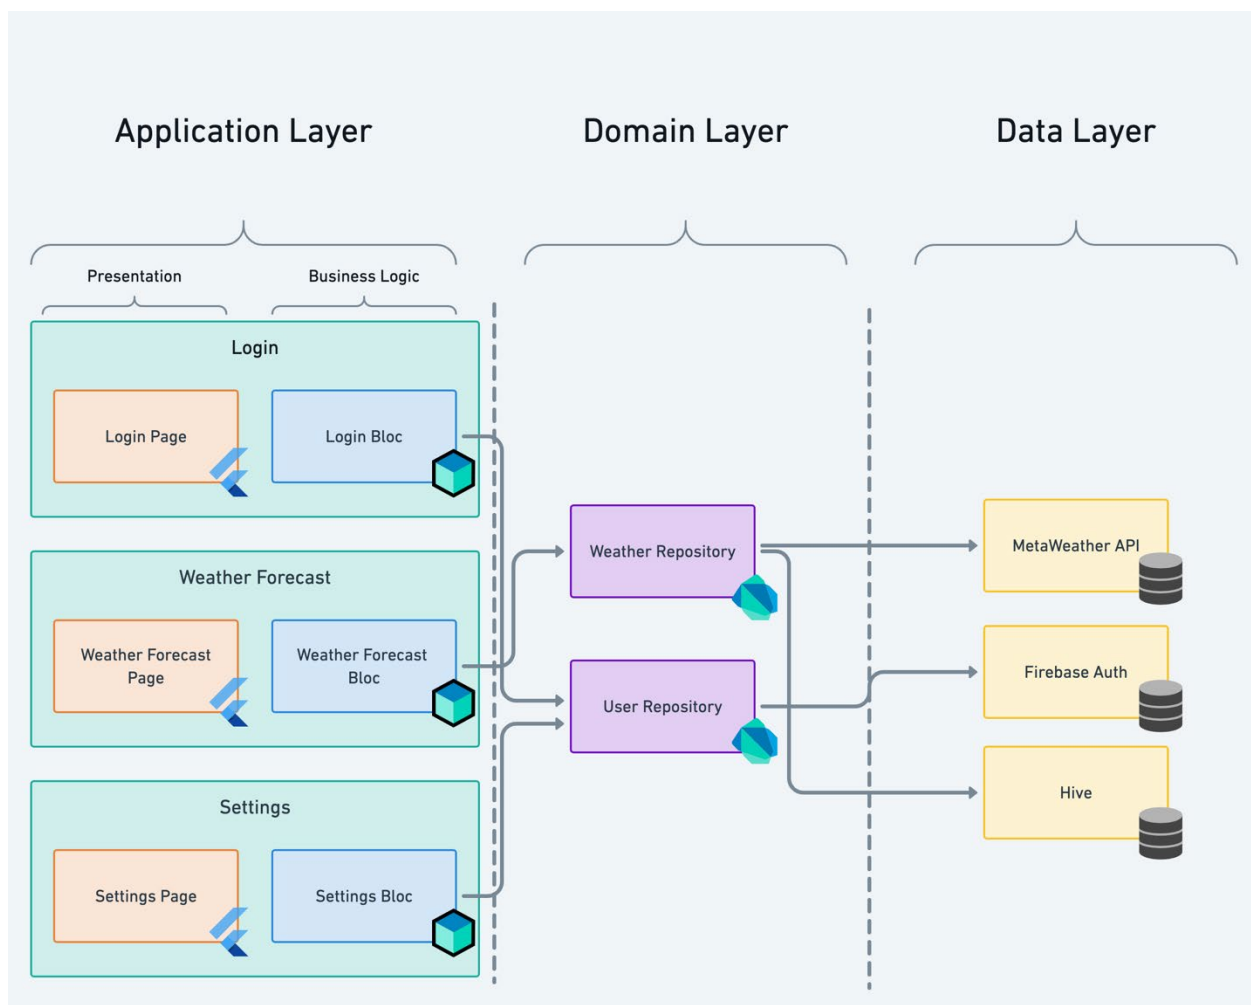 Application Layer
Domain Layer
Data Layer
Presentation
Business Logic
Login
Login Page
Login Bloc
Weather Forecast
Weather Forecast
Page
Weather Forecast
Bloc
Settings
Settings Page
Settings Bloc
Weather Repository
User Repository
MetaWeather API
Firebase Auth
Hive